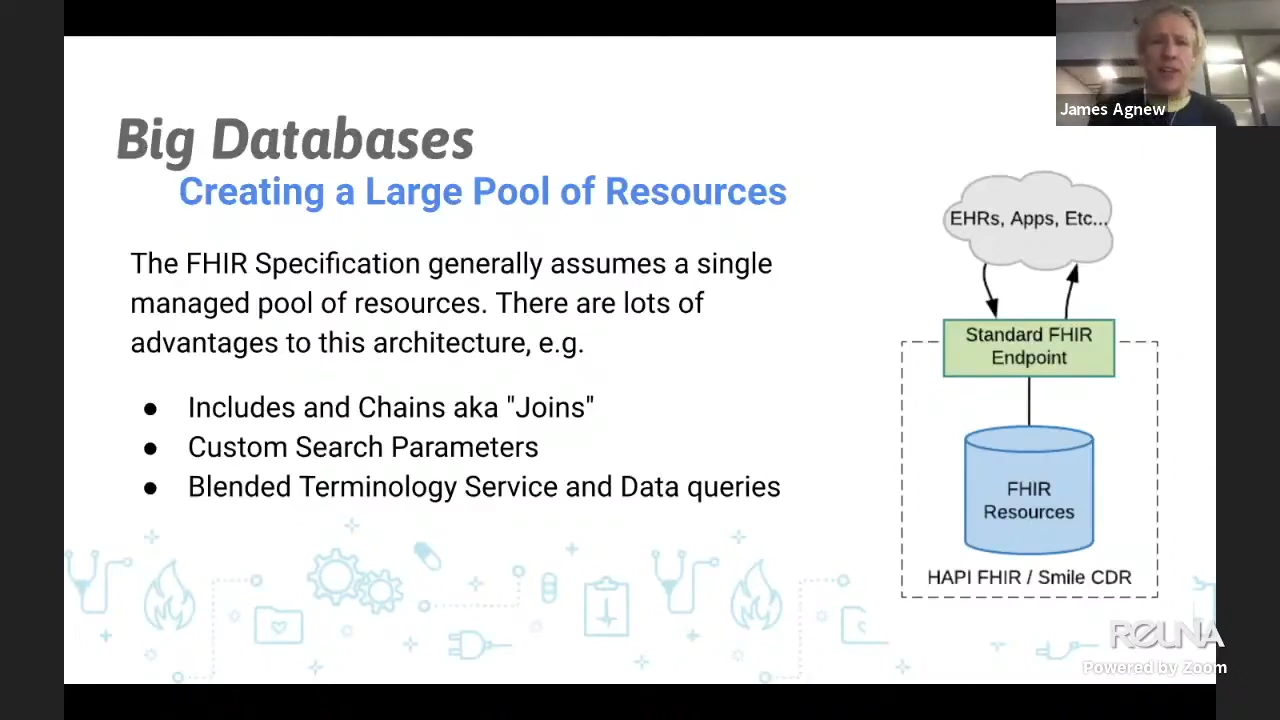 James Agnew
Big Databases
Creating a Large Pool of Resources
The FHIR Specification generally assumes a single
managed pool of resources. There are lots of
advantages to this architecture, e.g.
● Includes and Chains aka "Joins"
● Custom Search Parameters
● Blended Terminology Service and Data queries
EHRs, Apps, Etc...
Standard FHIR
Endpoint
FHIR
Resources
HAPI FHIR / Smile CDR
REUNA
Powered by Zoom